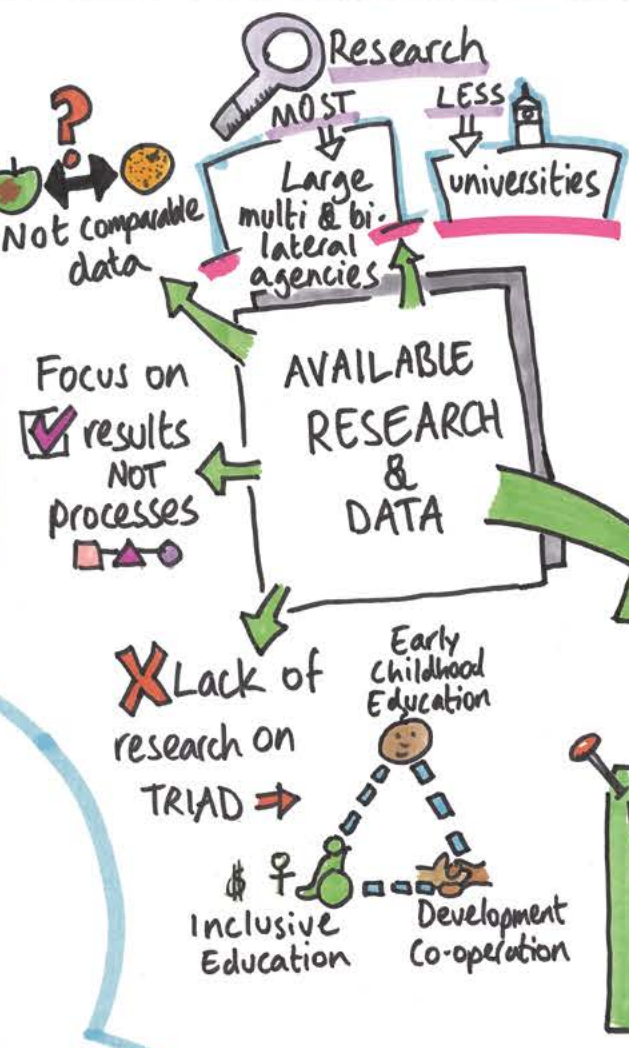 Research
MOST
LESS
Large
multi & bi-
lateral
agencies
universities
?
Not comparable
data
AVAILABLE
RESEARCH
&
DATA
Focus on
results
NOT
processes
Lack of
research on
TRIAD
Early
Childhood
Education
$
Inclusive
Education
Development
Co-operation